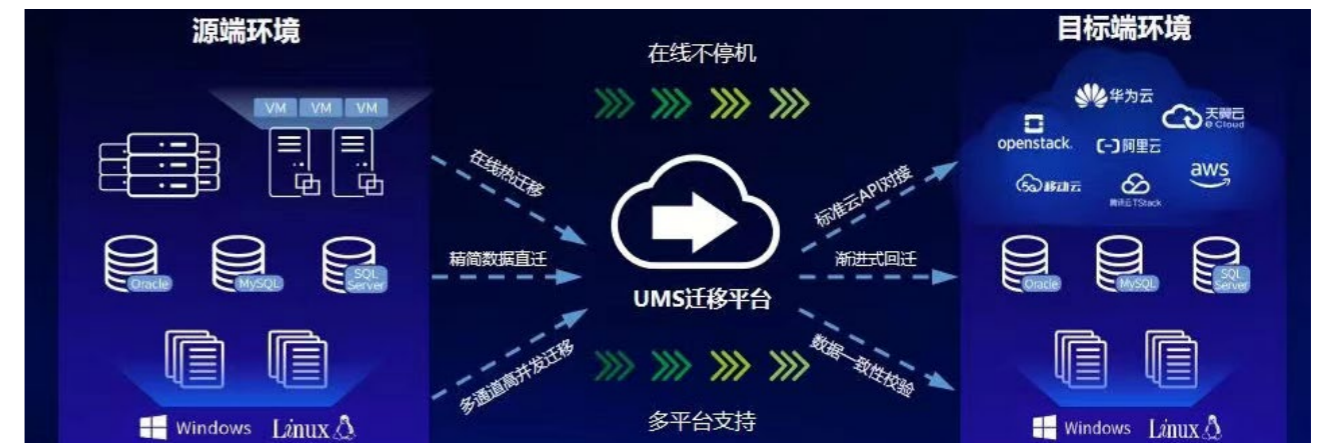 源端环境
VM VM VM
Oracle MySQL SQL Server
Windows Linux
在线不停机
在线热迁移
精简数据直迁
多通道高并发迁移
UMS迁移平台
标准云API对接
渐进式回迁
数据一致性校验
多平台支持
目标端环境
华为云
天翼云
e Cloud
openstack.
阿里云
aws
5G移动云
腾讯云TStack
Oracle MySQL SQL Server
Windows Linux